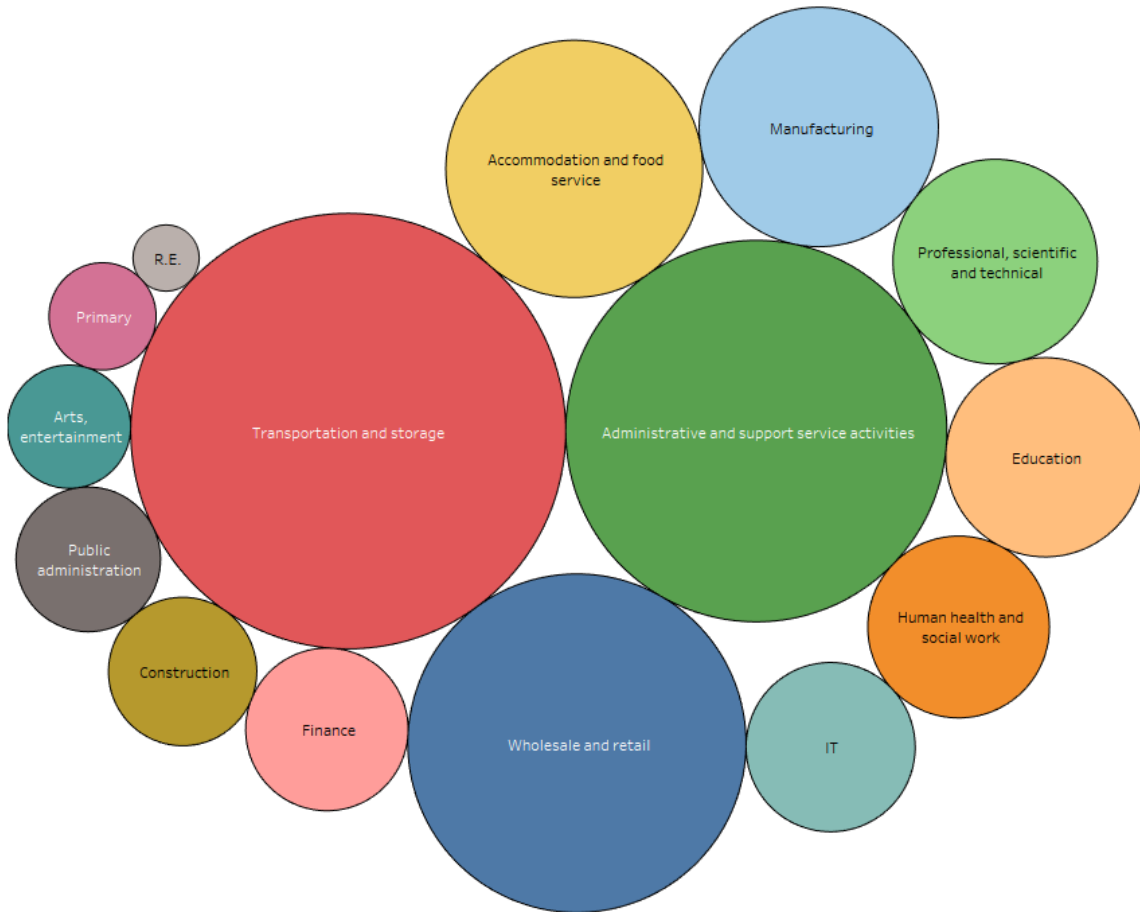 Manufacturing
Accommodation and food
service
Professional, scientific
and technical
R.E.
Primary
Arts,
entertainment
Transportation and storage
Administrative and support service activities
Education
Public
administration
Human health and
social work
Construction
Finance
Wholesale and retail
IT